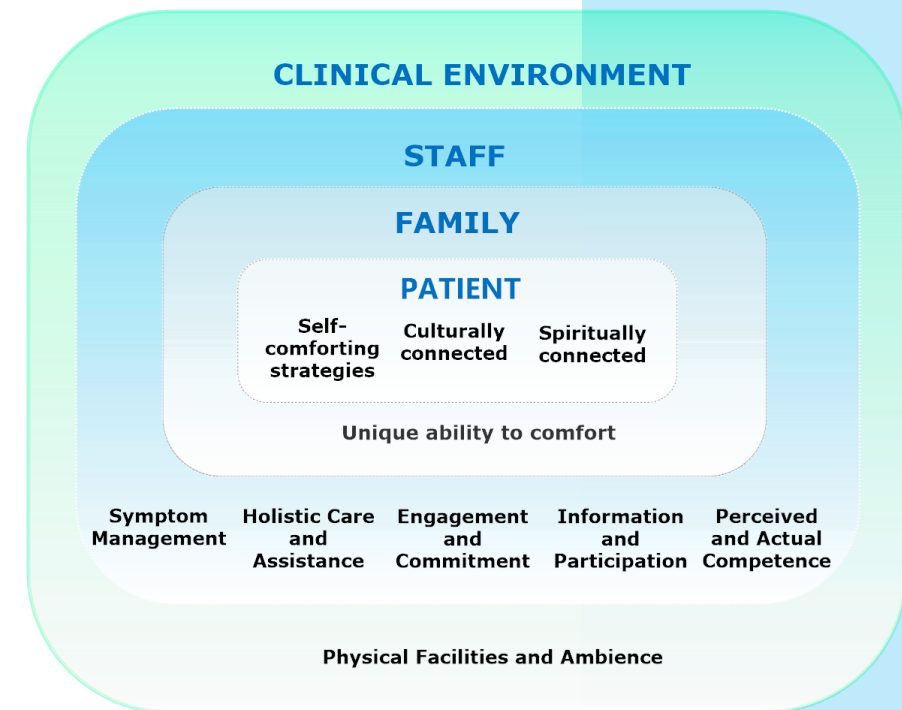 CLINICAL ENVIRONMENT
STAFF
FAMILY
PATIENT
Self-
comforting
strategies
Culturally
connected
Spiritually
connected
Unique ability to comfort
Symptom
Management
Holistic Care
and
Assistance
Engagement
and
Commitment
Information
and
Participation
Perceived
and Actual
Competence
Physical Facilities and Ambience